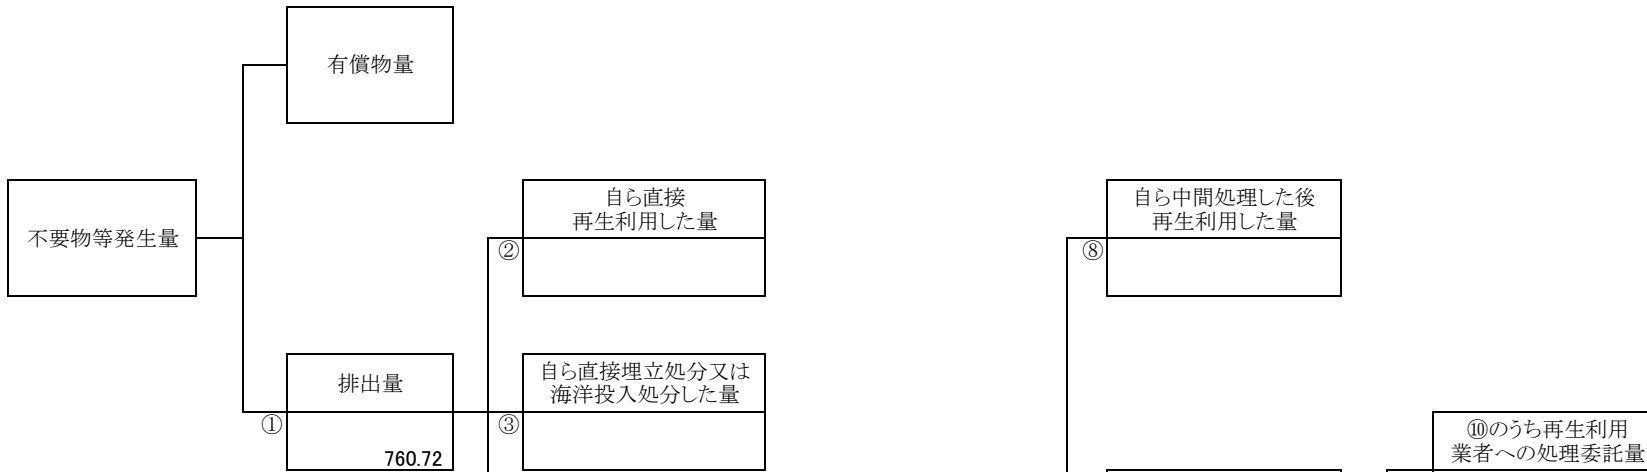 有償物量
不要物等発生量
自ら直接
再生利用した量
②
自ら中間処理した後
再生利用した量
⑧
排出量
①
760.72
自ら直接埋立処分又は
海洋投入処分した量
③
⑩のうち再生利用
業者への処理委託量